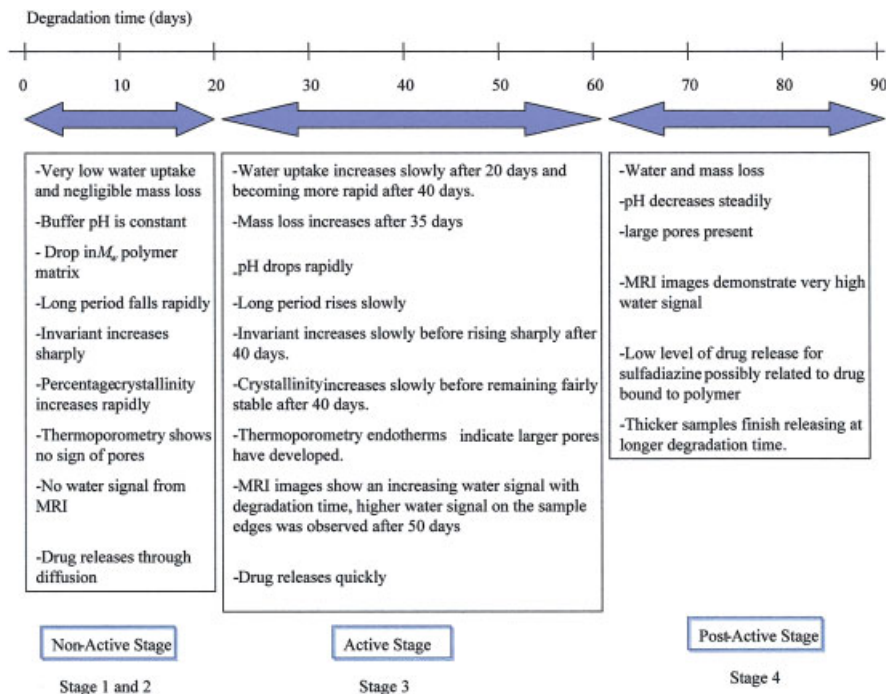 Degradation time (days)
0 10 20 30 40 50 60 70 80 90
-Very low water uptake
and negligible mass loss
-Buffer pH is constant
- Drop in Mw polymer
matrix
-Long period falls rapidly
-Invariant increases
sharply
-Percentagecrystallinity
increases rapidly
-Thermoporometry shows
no sign of pores
-No water signal from
MRI
-Drug releases through
diffusion
-Water uptake increases slowly after 20 days and
becoming more rapid after 40 days.
-Mass loss increases after 35 days
-pH drops rapidly
-Long period rises slowly
-Invariant increases slowly before rising sharply after
40 days.
-Crystallinity increases slowly before remaining fairly
stable after 40 days.
-Thermoporometry endotherms indicate larger pores
have developed.
-MRI images show an increasing water signal with
degradation time, higher water signal on the sample
edges was observed after 50 days
-Drug releases quickly
-Water and mass loss
-pH decreases steadily
-large pores present
-MRI images demonstrate very high
water signal
-Low level of drug release for
sulfadiazine possibly related to drug
bound to polymer
-Thicker samples finish releasing at
longer degradation time.
Non-Active Stage
Stage 1 and 2
Active Stage
Stage 3
Post-Active Stage
Stage 4